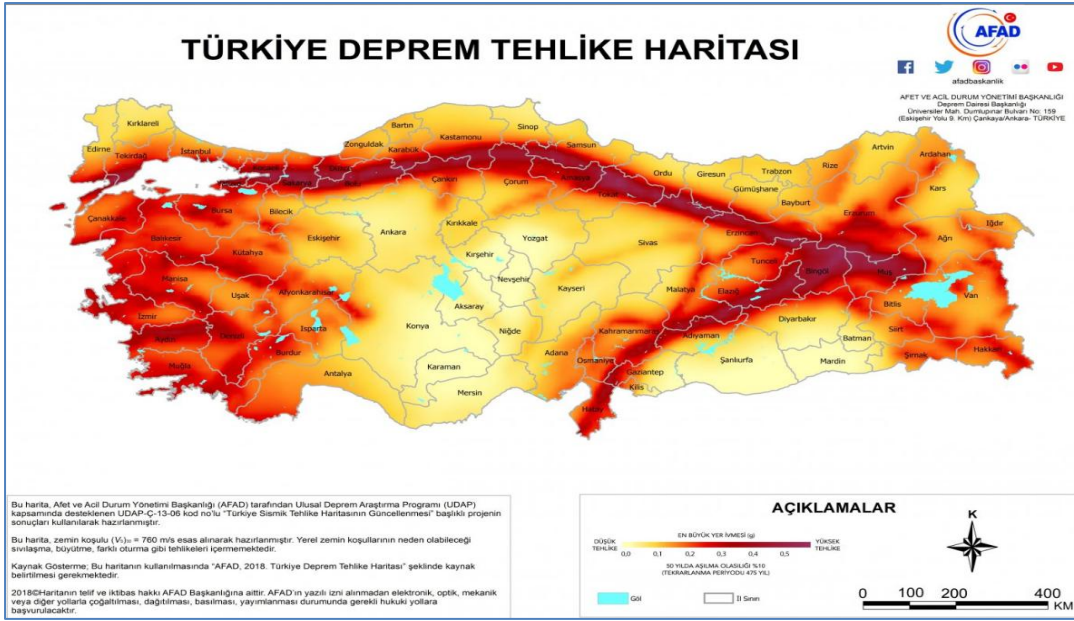 TÜRKİYE DEPREM TEHLİKE HARİTASI
AFAD
afadbaskanlik
AFET VE ACİL DURUM YÖNETİMİ BAŞKANLIĞI
Deprem Dairesi Başkanlığı
Üniversiler Mah. Dumlupınar Bulvarı No: 159
(Eskişehir Yolu 9. Km) Çankaya/Ankara- TÜRKİYE
Kırklareli
Edirne
Tekirdağ
İstanbul
Zonguldak
Bartın
Karabük
Kastamonu
Sinop
Samsun
Ordu
Giresun
Trabzon
Rize
Artvin
Ardahan
Kars
Gümüşhane
Bayburt
Erzurum
Iğdır
Ağrı
Çanakkale
Bursa
Bilecik
Sakarya
Bolu
Çankırı
Çorum
Amasya
Tokat
Erzincan
Balıkesir
Kütahya
Eskişehir
Ankara
Kırıkkale
Yozgat
Sivas
Tunceli
Bingöl
Muş
Kırşehir
Nevşehir
Kayseri
Malatya
Elazığ
Bitlis
Van
Manisa
Uşak
Afyonkarahisar
Aksaray
İzmir
Aydın
Denizli
Isparta
Konya
Niğde
Kahramanmaraş
Adıyaman
Diyarbakır
Batman
Siirt
Şırnak
Hakkari
Muğla
Burdur
Antalya
Karaman
Mersin
Adana
Osmaniye
Gaziantep
Kilis
Hatay
Şanlıurfa
Mardin
Bu harita, Afet ve Acil Durum Yönetimi Başkanlığı (AFAD) tarafından Ulusal Deprem Araştırma Programı (UDAP)
kapsamında desteklenen UDAP-Ç-13-06 kod no'lu "Türkiye Sismik Tehlike Haritasının Güncellenmesi" başlıklı projenin
sonuçları kullanılarak hazırlanmıştır.
Bu harita, zemin koşulu (Vₛ)₃₀ = 760 m/s esas alınarak hazırlanmıştır. Yerel zemin koşullarının neden olabileceği
sıvılaşma, büyütme, farklı oturma gibi tehlikeleri içermemektedir.
Kaynak Gösterme; Bu haritanın kullanılmasında "AFAD, 2018. Türkiye Deprem Tehlike Haritası" şeklinde kaynak
belirtilmesi gerekmektedir.
2018©Haritanın telif ve iktibas hakkı AFAD Başkanlığına aittir. AFAD'ın yazılı izni alınmadan elektronik, optik, mekanik
veya diğer yollarla çoğaltılması, dağıtılması, basılması, yayımlanması durumunda gerekli hukuki yollara
başvurulacaktır.
AÇIKLAMALAR
EN BÜYÜK YER İVMESİ (g)
DÜŞÜK TEHLİKE 0,0 0,1 0,2 0,3 0,4 0,5 YÜKSEK TEHLİKE
50 YILDA AŞILMA OLASILIĞI %10
(TEKRARLANMA PERİYODU 475 YIL)
Göl
İl Sınırı
K
0 100 200 400
KM